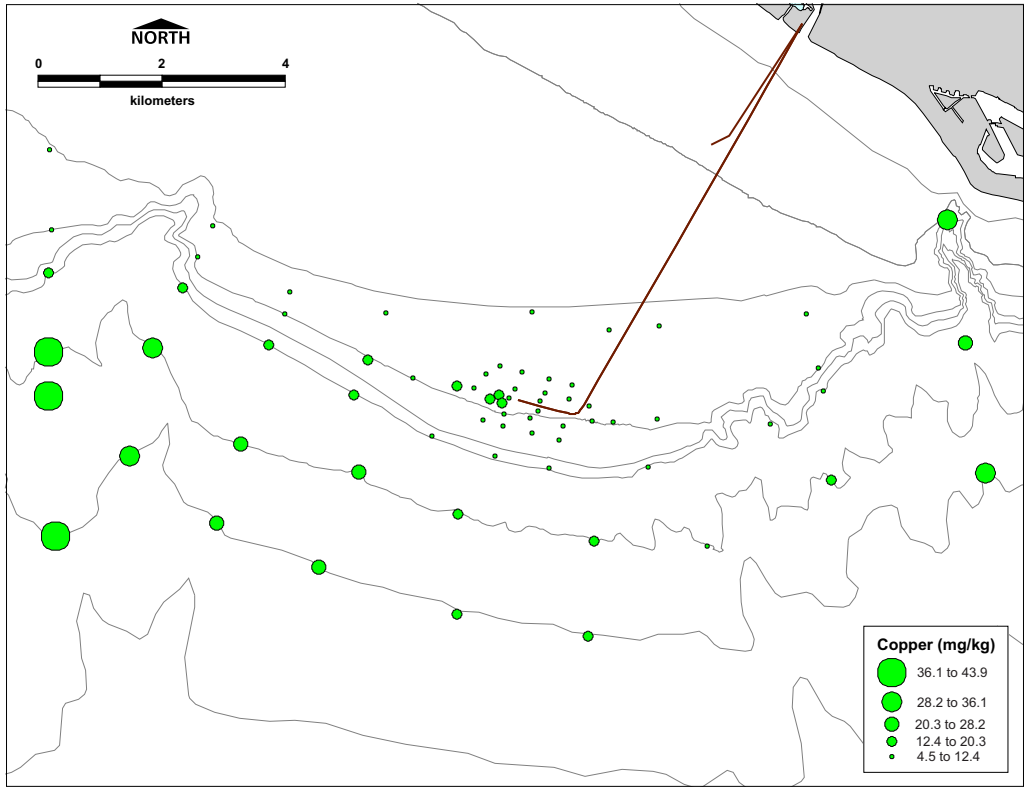 NORTH
0 2 4
kilometers
Copper (mg/kg)
36.1 to 43.9
28.2 to 36.1
20.3 to 28.2
12.4 to 20.3
4.5 to 12.4